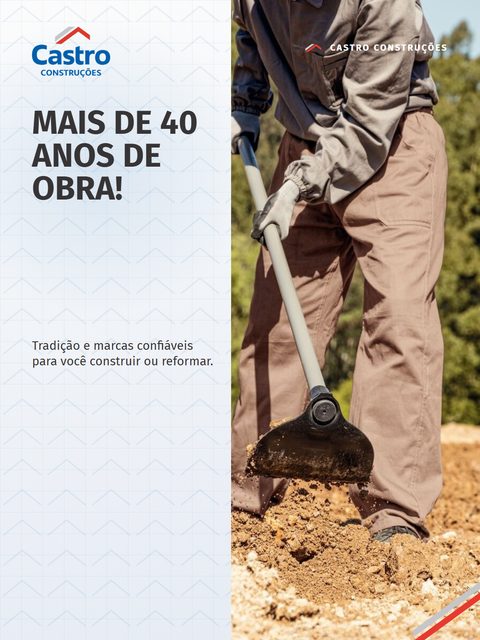 Castro
CONSTRUÇÕES
CASTRO CONSTRUÇÕES
MAIS DE 40
ANOS DE
OBRA!
Tradição e marcas confiáveis
para você construir ou reformar.